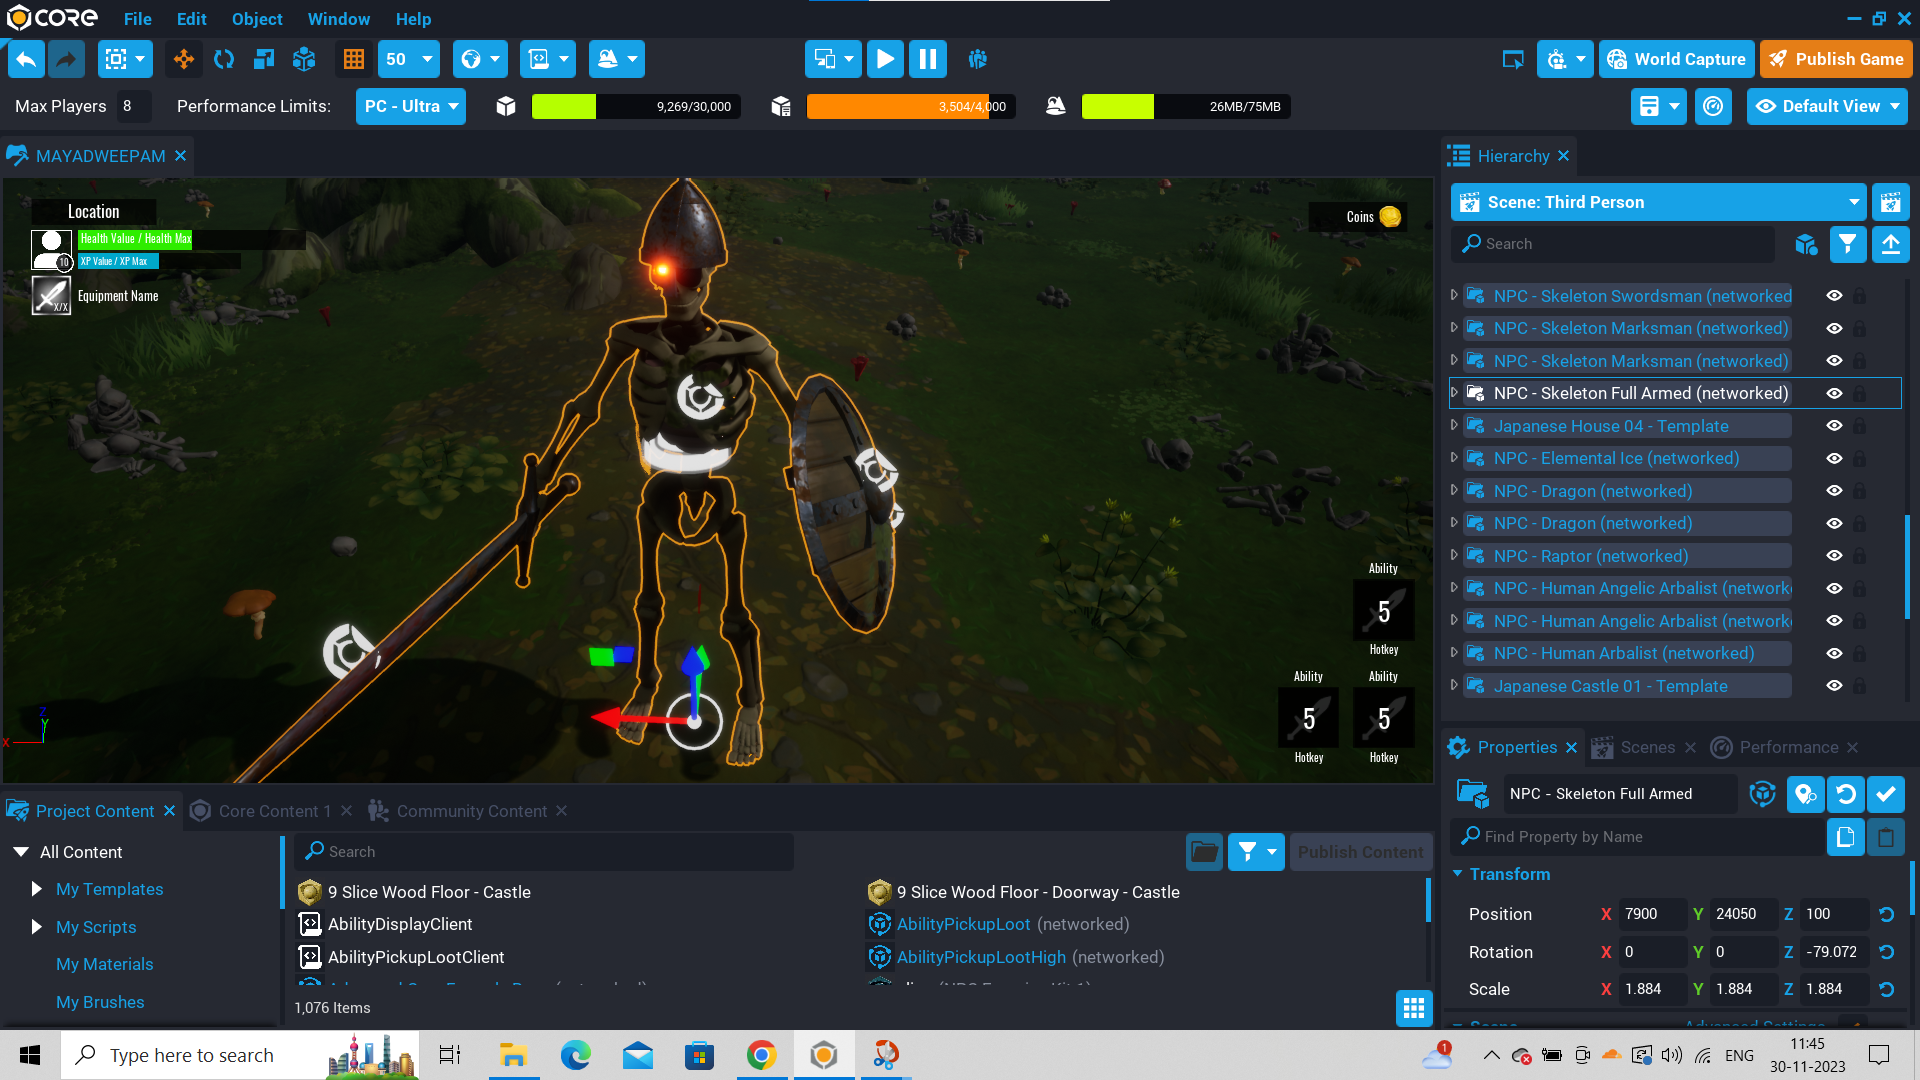 CORE
File Edit Object Window Help
50
World Capture
Publish Game
Max Players 8 Performance Limits: PC - Ultra 9,269/30,000 3,504/4,000 26MB/75MB
Default View
MAYADWEEPAM
Location
Health Value / Health Max
10
XP Value / XP Max
X/X
Equipment Name
Coins
Ability
5
Hotkey
Ability Ability
5 5
Hotkey Hotkey
Z
Y
X
Hierarchy
Scene: Third Person
Search
NPC - Skeleton Swordsman (networked
NPC - Skeleton Marksman (networked)
NPC - Skeleton Marksman (networked)
NPC - Skeleton Full Armed (networked)
Japanese House 04 - Template
NPC - Elemental Ice (networked)
NPC - Dragon (networked)
NPC - Dragon (networked)
NPC - Raptor (networked)
NPC - Human Angelic Arbalist (network
NPC - Human Angelic Arbalist (network
NPC - Human Arbalist (networked)
Japanese Castle 01 - Template
Properties Scenes Performance
NPC - Skeleton Full Armed
Find Property by Name
Transform
Position X 7900 Y 24050 Z 100
Rotation X 0 Y 0 Z -79.072
Scale X 1.884 Y 1.884 Z 1.884
Project Content Core Content 1 Community Content
All Content
My Templates
My Scripts
My Materials
My Brushes
Search
Publish Content
9 Slice Wood Floor - Castle
9 Slice Wood Floor - Doorway - Castle
AbilityDisplayClient
AbilityPickupLoot (networked)
AbilityPickupLootClient
AbilityPickupLootHigh (networked)
1,076 Items
Type here to search
1
ENG
11:45
30-11-2023